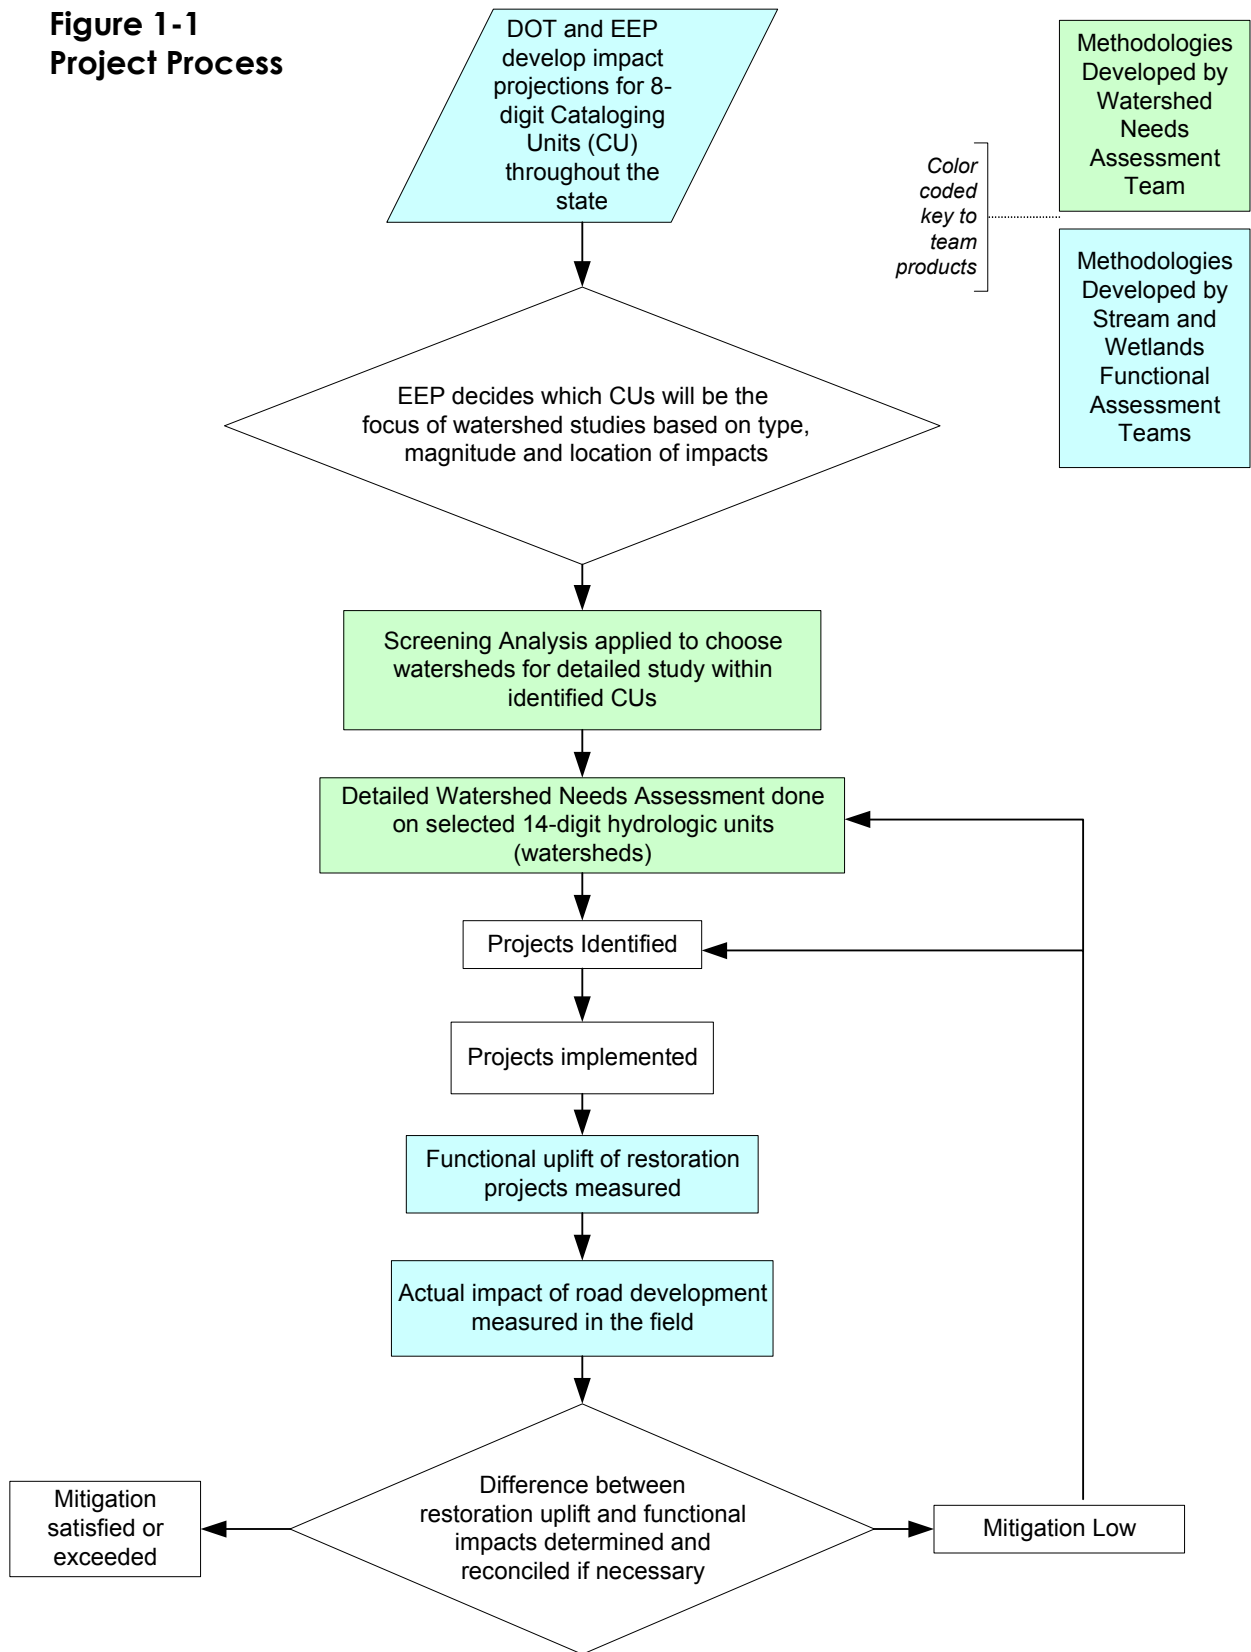 Figure 1-1
Project Process
DOT and EEP
develop impact
projections for 8-
digit Cataloging
Units (CU)
throughout the
state
Methodologies
Developed by
Watershed
Needs
Assessment
Team
Color
coded
key to
team
products
Methodologies
Developed by
Stream and
Wetlands
Functional
Assessment
Teams
EEP decides which CUs will be the
focus of watershed studies based on type,
magnitude and location of impacts
Screening Analysis applied to choose
watersheds for detailed study within
identified CUs
Detailed Watershed Needs Assessment done
on selected 14-digit hydrologic units
(watersheds)
Projects Identified
Projects implemented
Functional uplift of restoration
projects measured
Actual impact of road development
measured in the field
Difference between
restoration uplift and functional
impacts determined and
reconciled if necessary
Mitigation
satisfied or
exceeded
Mitigation Low